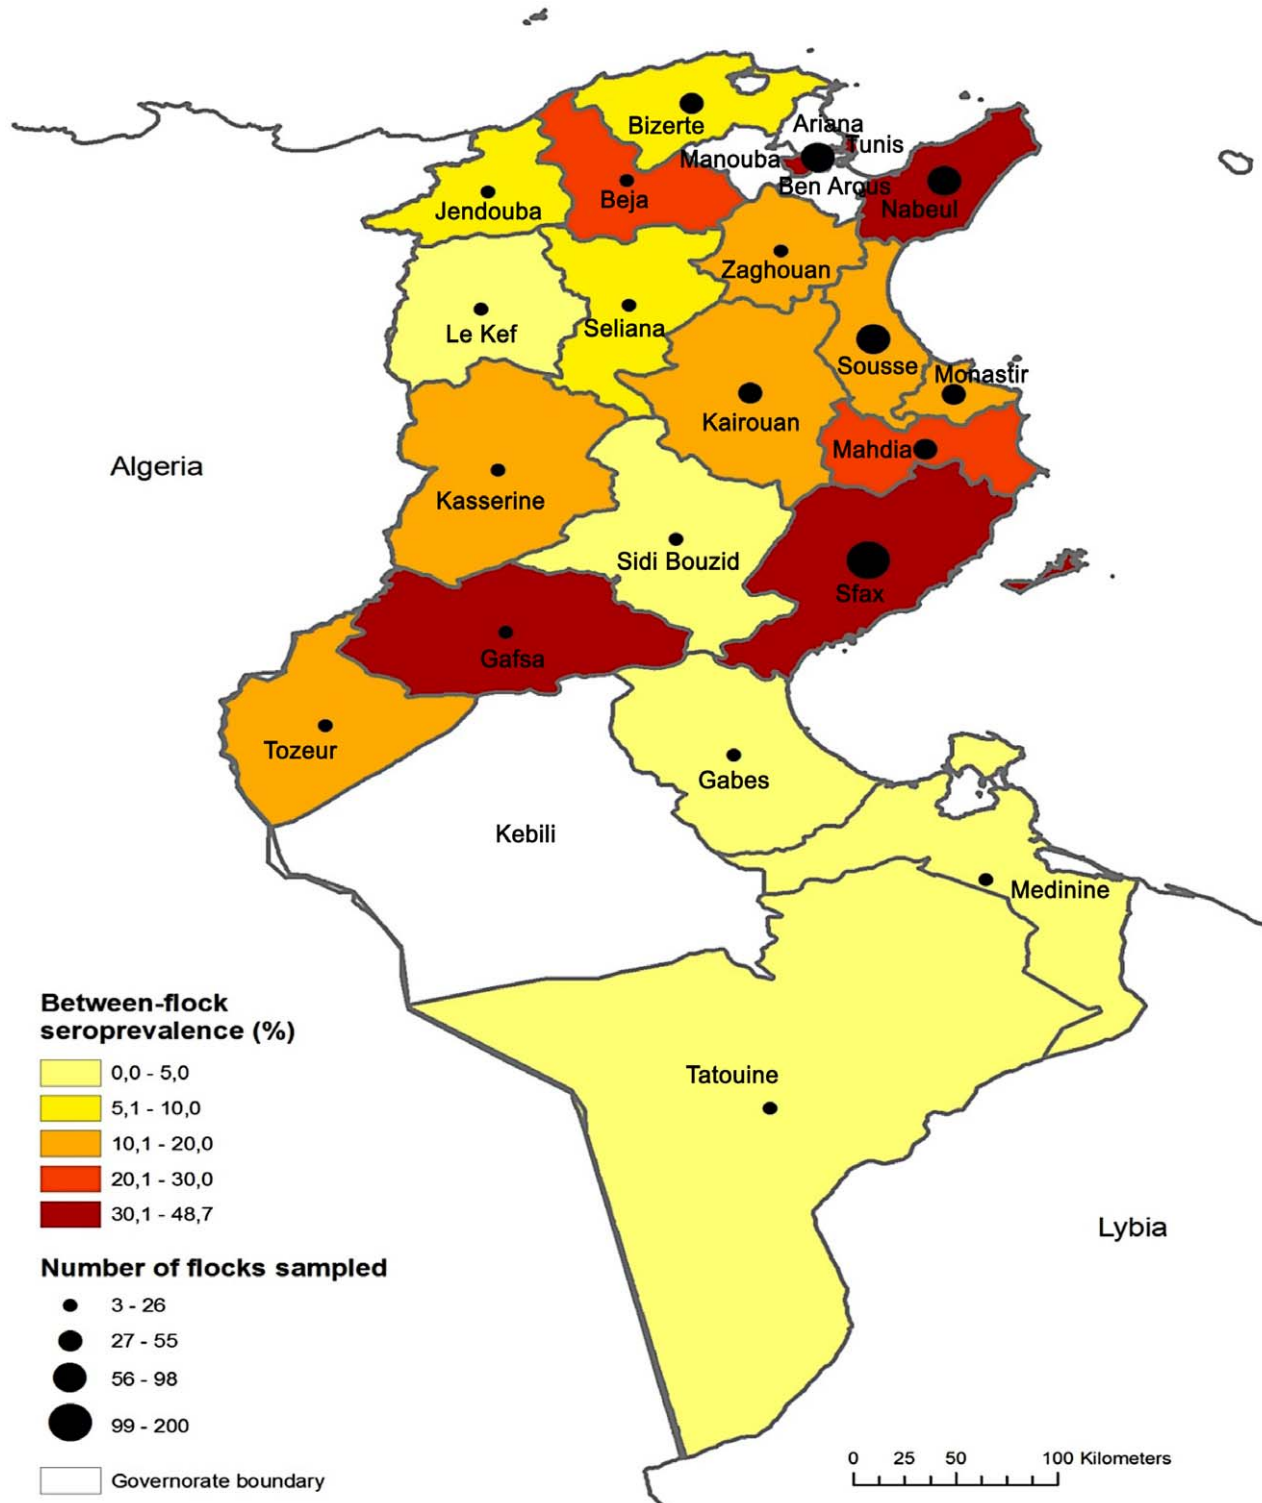 Bizerte
Ariana
Tunis
Manouba
Ben Arous
Beja
Jendouba
Nabeul
Zaghouan
Le Kef
Seliana
Sousse
Monastir
Kairouan
Mahdia
Algeria
Kasserine
Sidi Bouzid
Sfax
Gafsa
Tozeur
Gabes
Kebili
Medinine
Tatouine
Lybia
Between-flock
seroprevalence (%)
0,0 - 5,0
5,1 - 10,0
10,1 - 20,0
20,1 - 30,0
30,1 - 48,7
Number of flocks sampled
3 - 26
27 - 55
56 - 98
99 - 200
Governorate boundary
0 25 50 100 Kilometers